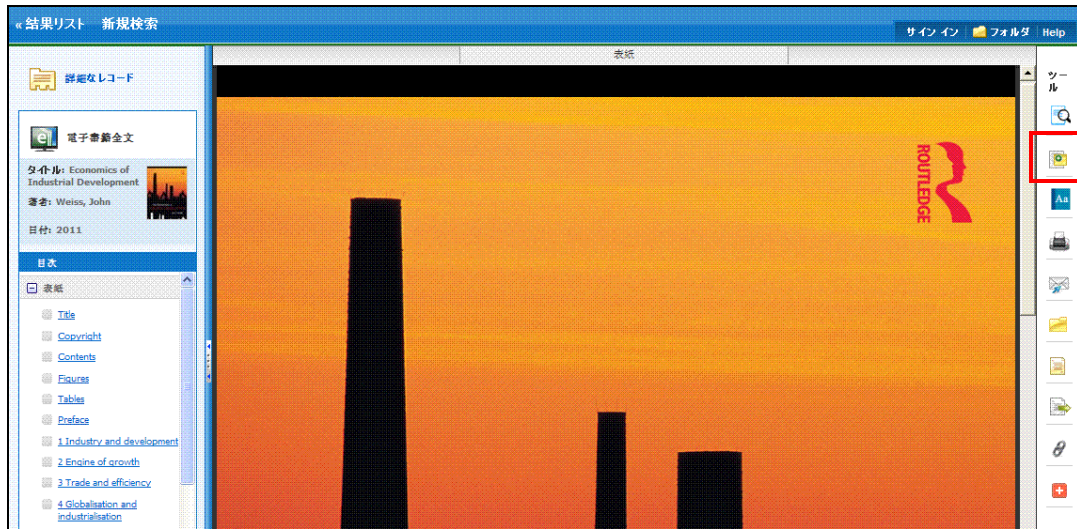 « 結果リスト 新規検索
サイン イン フォルダ Help
表紙
詳細なレコード
電子書籍全文
タイトル: Economics of
Industrial Development
著者: Weiss, John
日付: 2011
目次
表紙
Title
Copyright
Contents
Figures
Tables
Preface
1 Industry and development
2 Engine of growth
3 Trade and efficiency
4 Globalisation and
industrialisation
ROUTLEDGE
ツー
ル
Aa